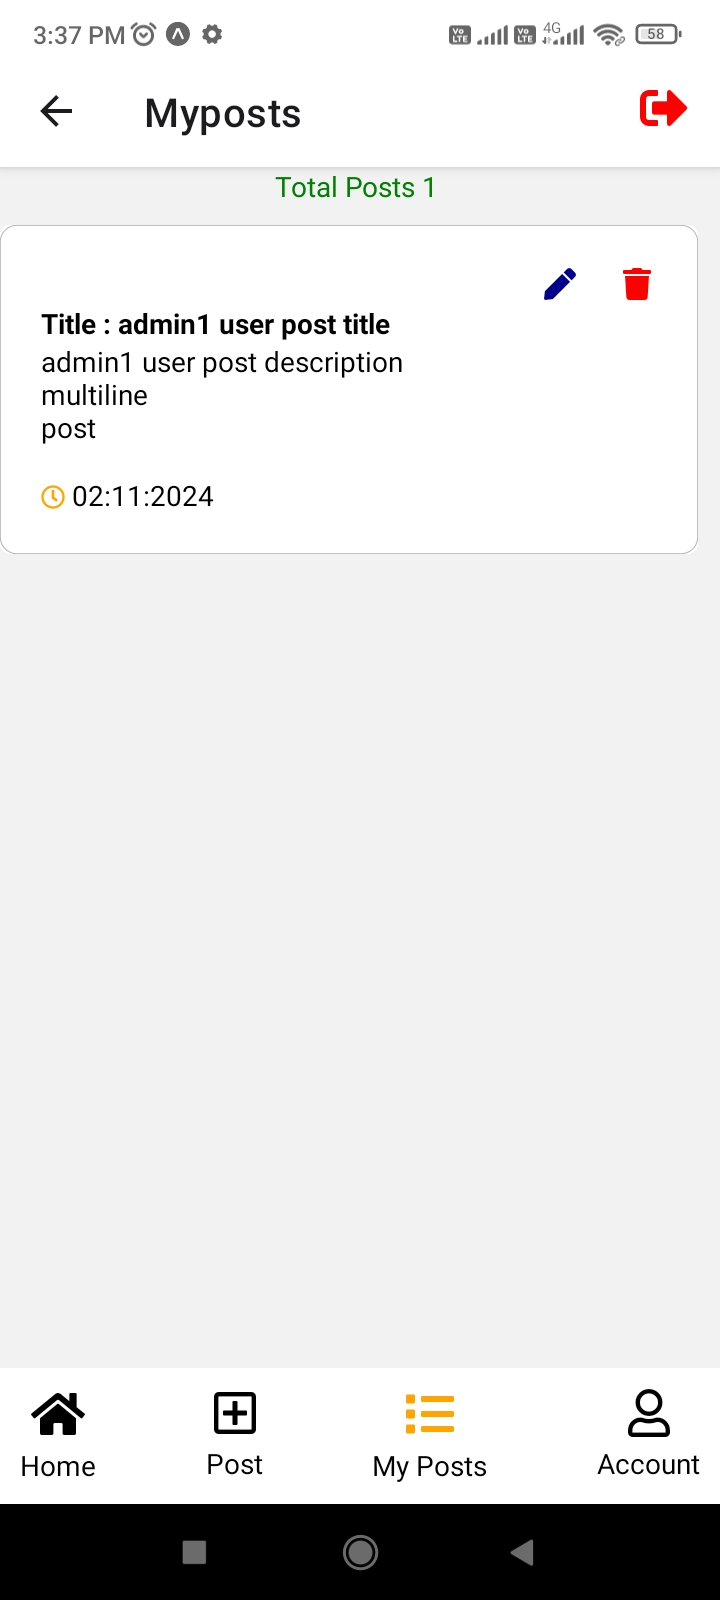 3:37 PM
Vo LTE Vo LTE 4G 58
Myposts
Total Posts 1
Title : admin1 user post title
admin1 user post description
multiline
post
02:11:2024
Home Post My Posts Account